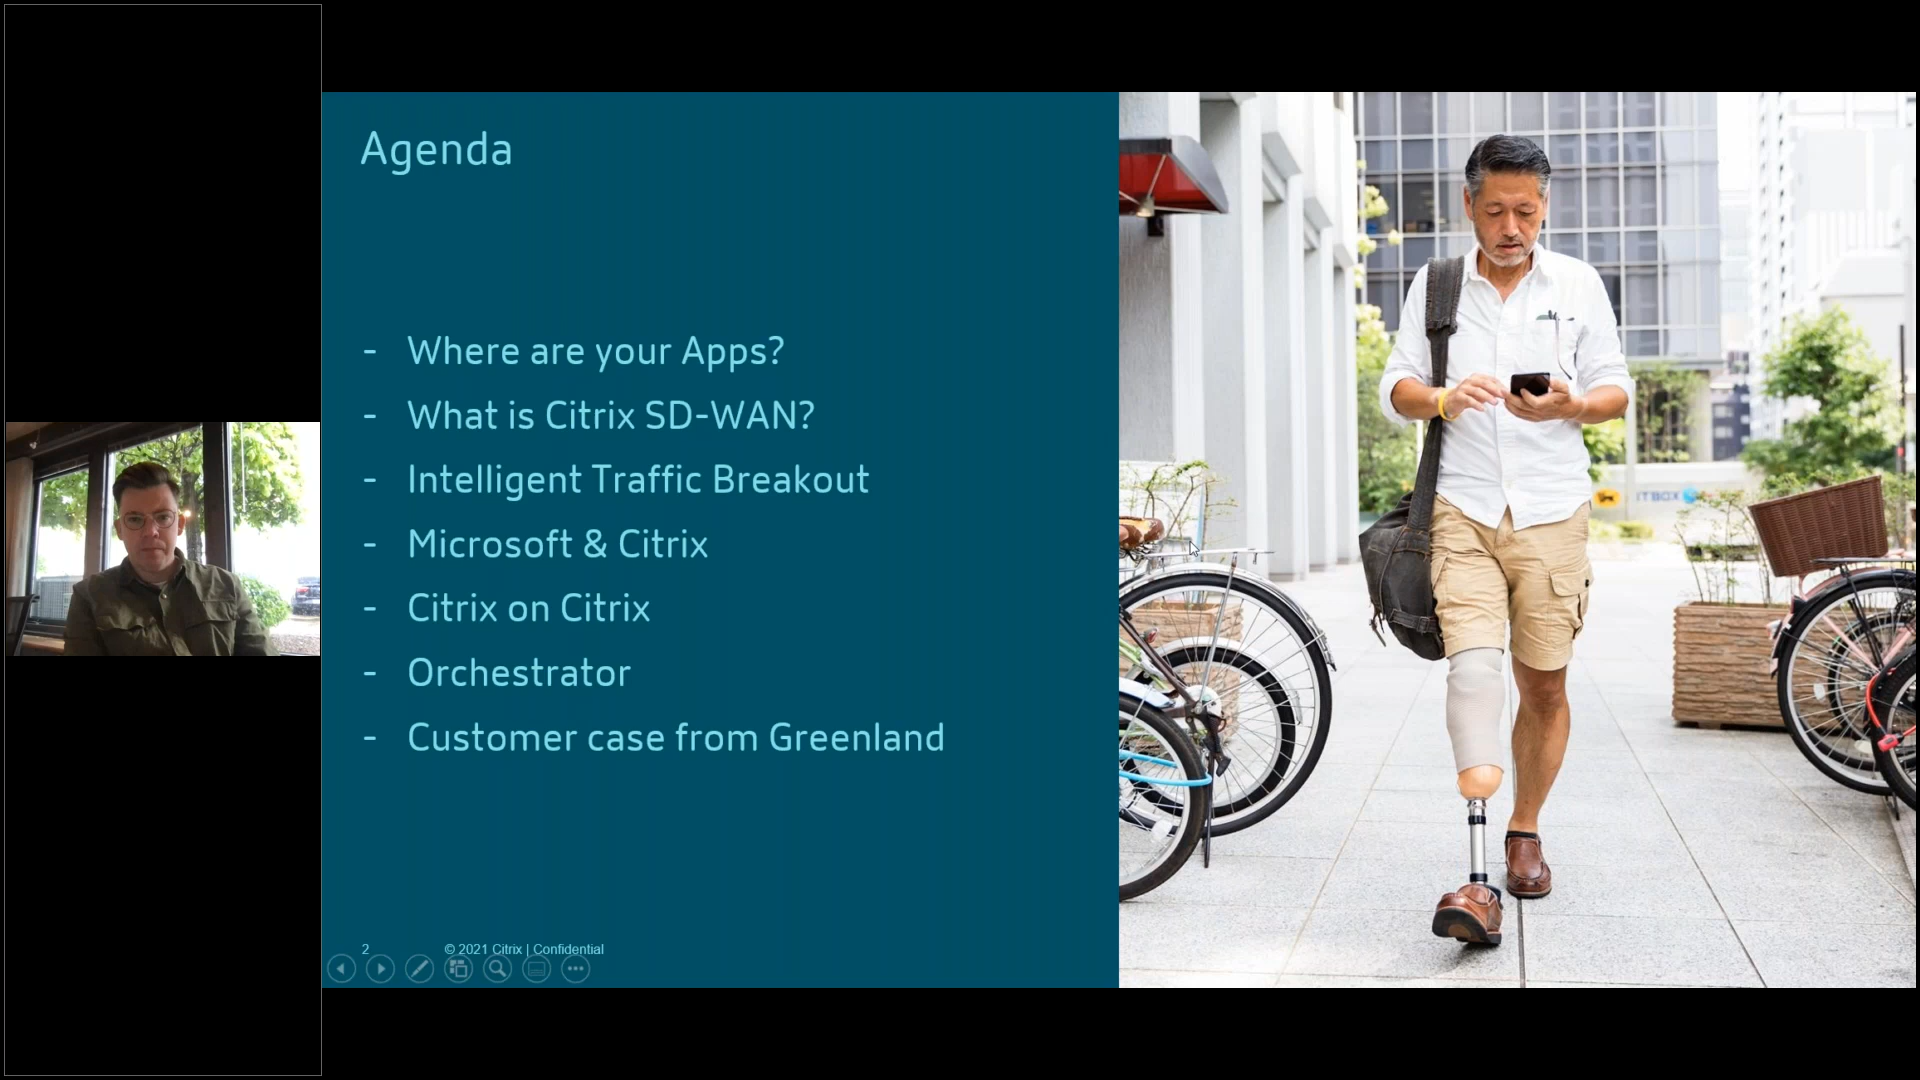 Agenda
- Where are your Apps?
- What is Citrix SD-WAN?
- Intelligent Traffic Breakout
- Microsoft & Citrix
- Citrix on Citrix
- Orchestrator
- Customer case from Greenland
2 © 2021 Citrix | Confidential